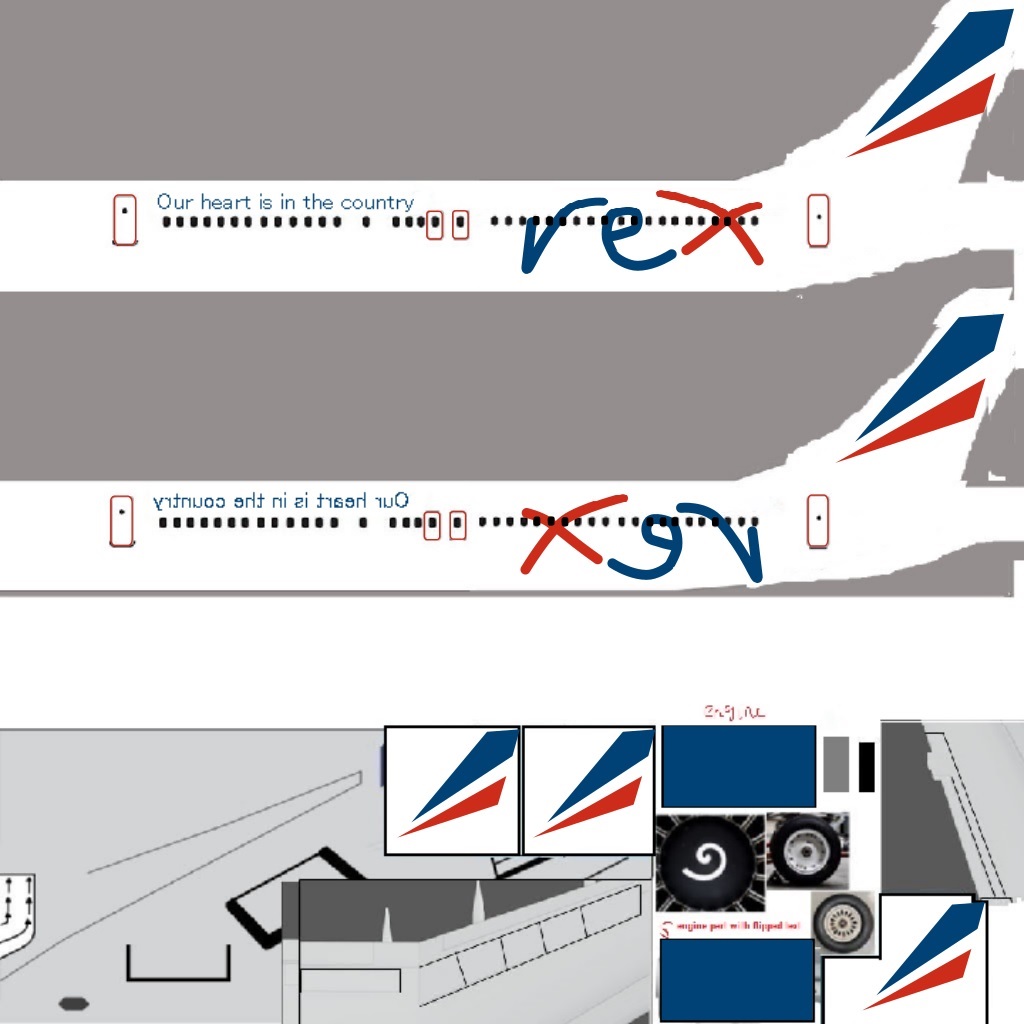 Our heart is in the country
rex
Our heart is in the country
rex
Engine
engine part with flipped text